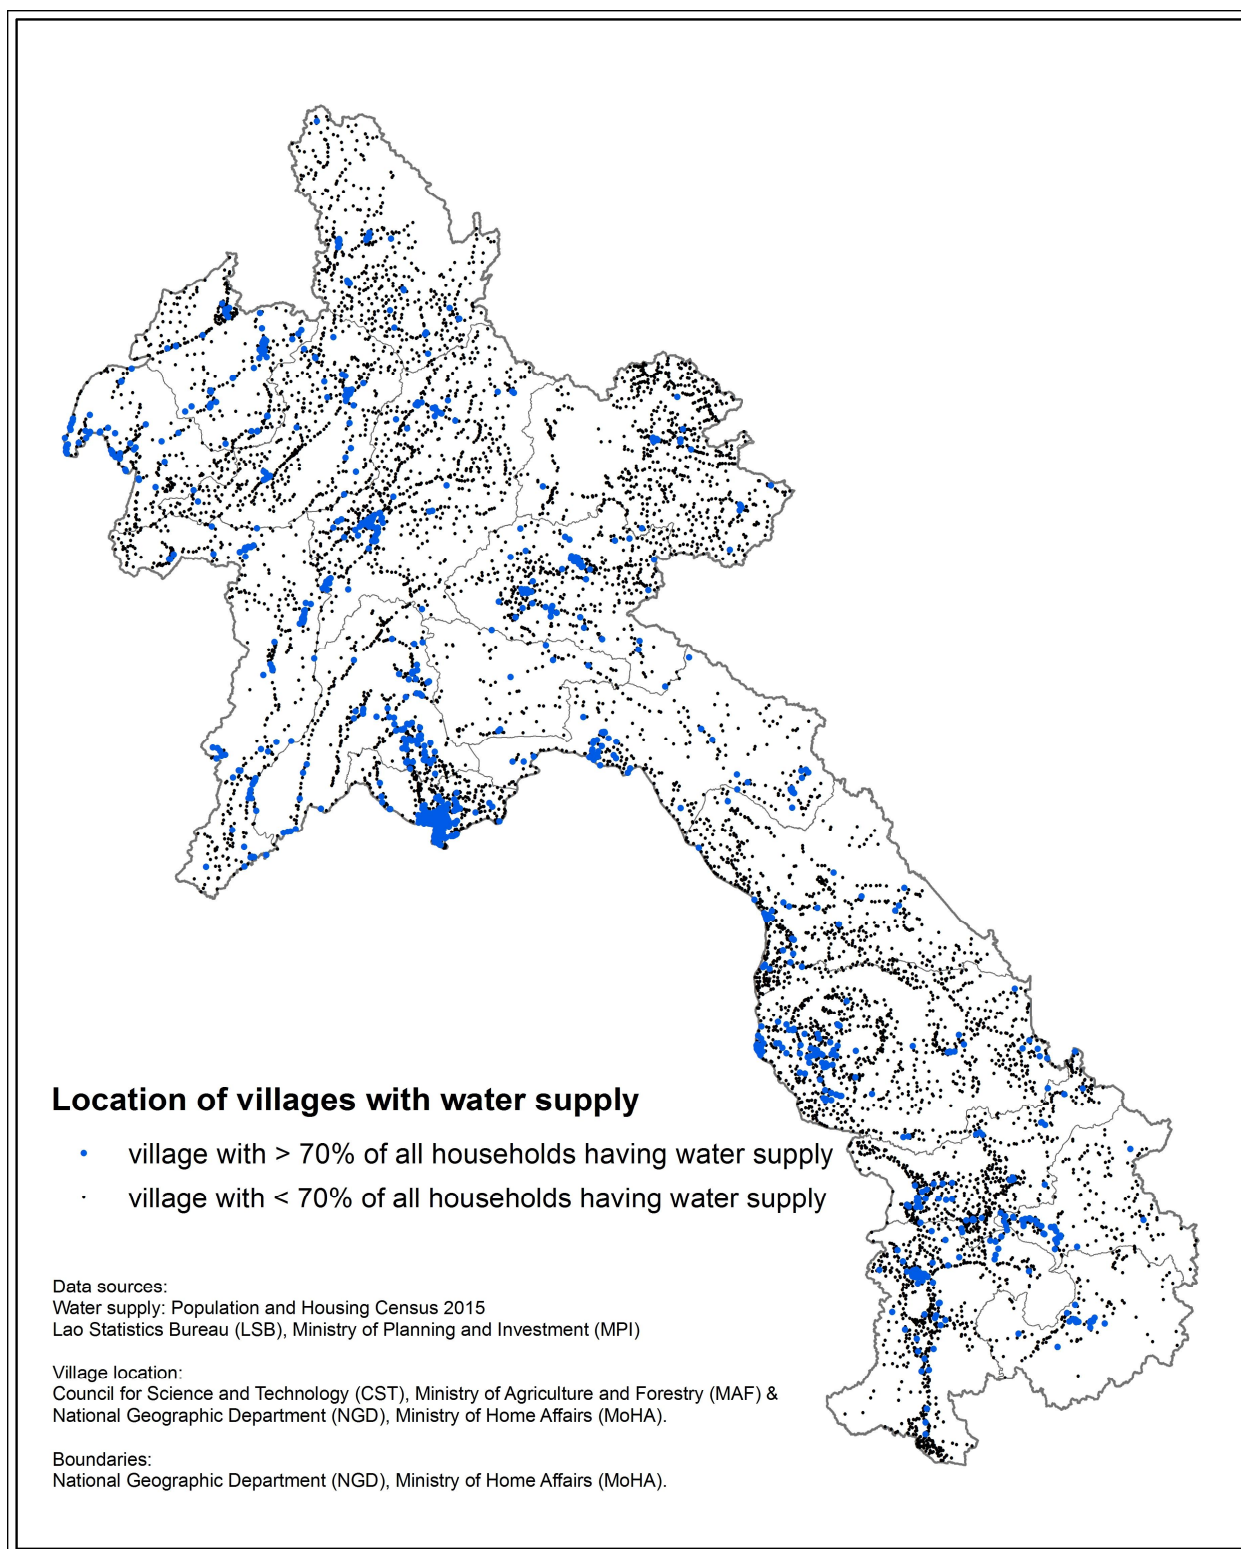 Location of villages with water supply
village with > 70% of all households having water supply
village with < 70% of all households having water supply
Data sources:
Water supply: Population and Housing Census 2015
Lao Statistics Bureau (LSB), Ministry of Planning and Investment (MPI)
Village location:
Council for Science and Technology (CST), Ministry of Agriculture and Forestry (MAF) &
National Geographic Department (NGD), Ministry of Home Affairs (MoHA).
Boundaries:
National Geographic Department (NGD), Ministry of Home Affairs (MoHA).